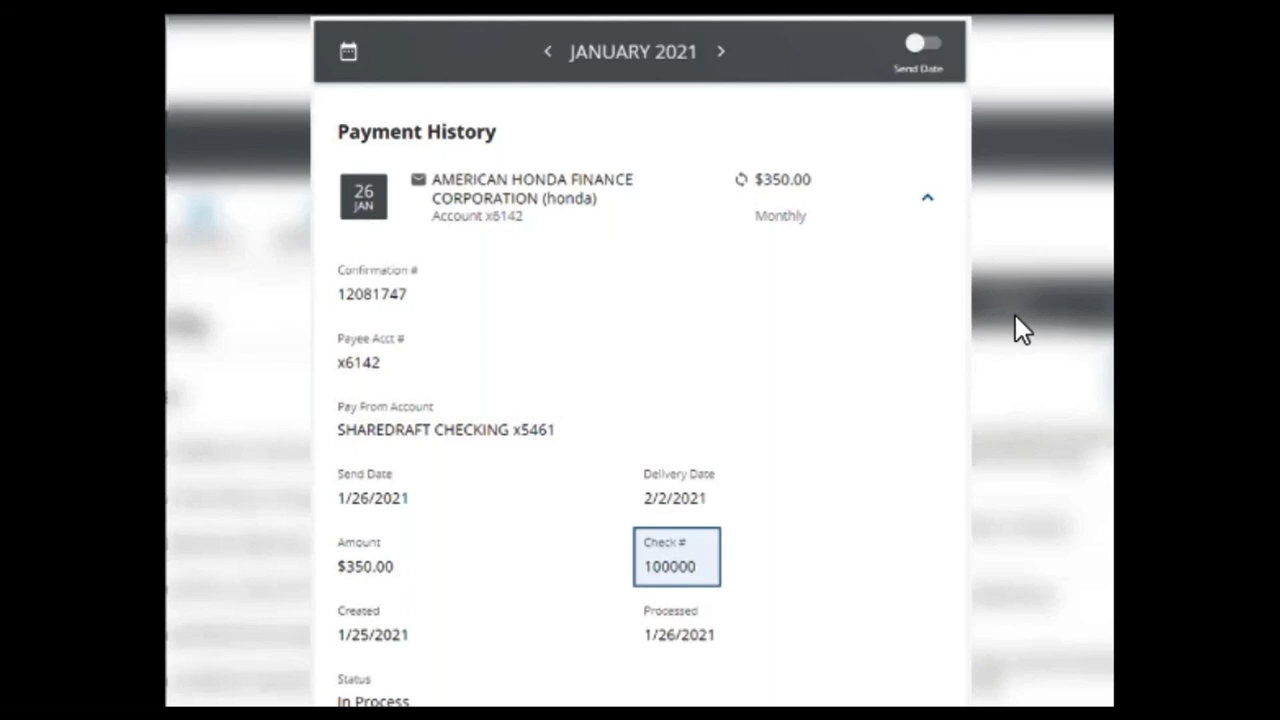 JANUARY 2021
Send Date
Payment History
26
JAN
AMERICAN HONDA FINANCE
CORPORATION (honda)
Account x6142
$350.00
Monthly
Confirmation #
12081747
Payee Acct #
x6142
Pay From Account
SHAREDRAFT CHECKING x5461
Send Date
1/26/2021
Delivery Date
2/2/2021
Amount
$350.00
Check #
100000
Created
1/25/2021
Processed
1/26/2021
Status
In Process